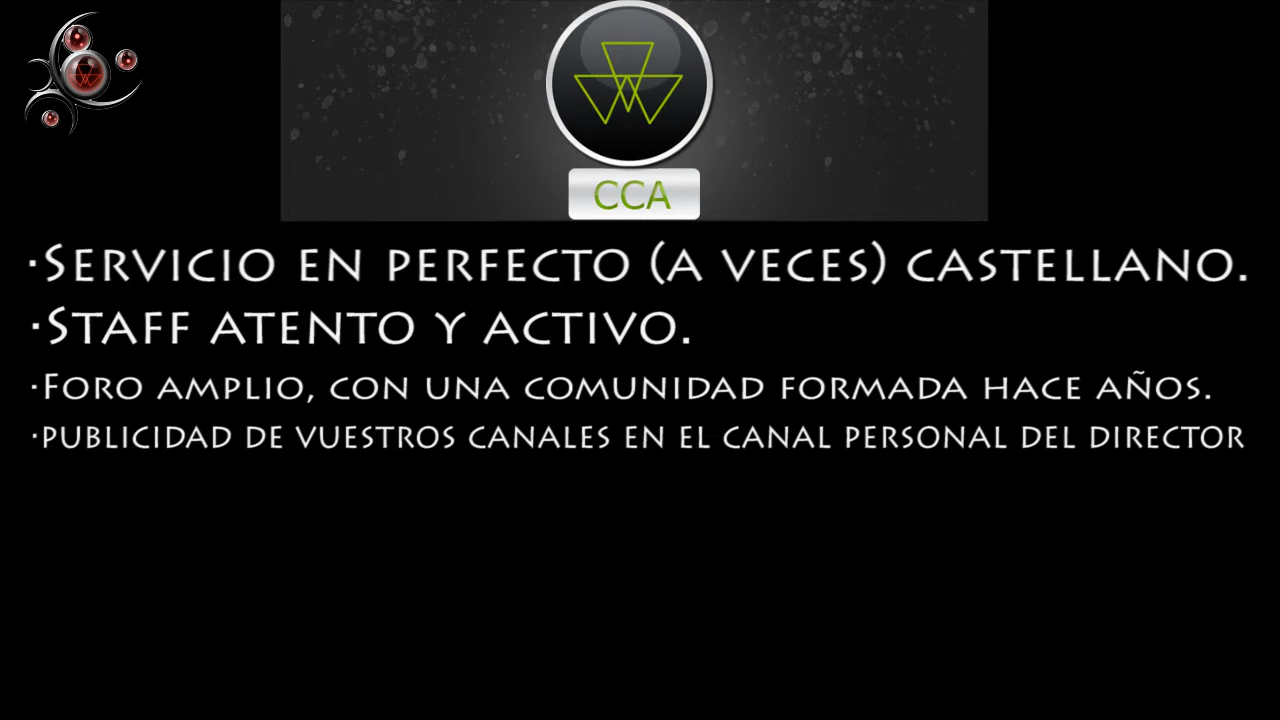 CCA
·Servicio en perfecto (a veces) castellano.
·Staff atento y activo.
·Foro amplio, con una comunidad formada hace años.
·publicidad de vuestros canales en el canal personal del director